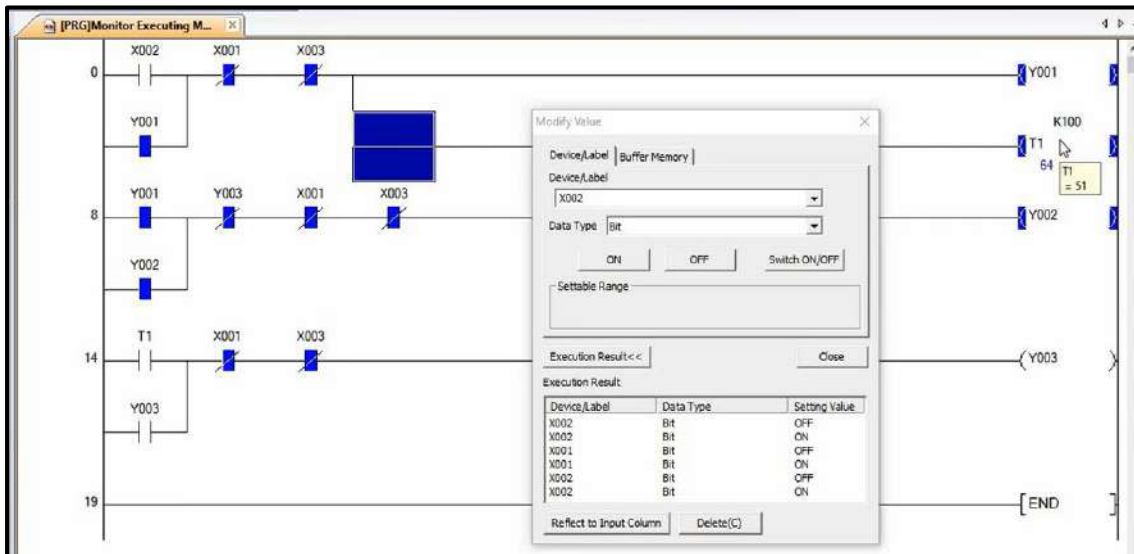 [PRG]Monitor Executing M...
X002 X001 X003
0 Y001
Y001 K100
T1
64
T1
= 51
Y001 Y003 X001 X003
8 Y002
Y002
T1 X001 X003
14 Y003
Y003
19 END
Modify Value
Device/Label Buffer Memory
Device/Label
X002
Data Type Bit
ON OFF Switch ON/OFF
Settable Range
Execution Result<< Close
Execution Result
Device/Label Data Type Setting Value
X002 Bit OFF
X002 Bit ON
X001 Bit OFF
X001 Bit ON
X002 Bit OFF
X002 Bit ON
Reflect to Input Column Delete(C)